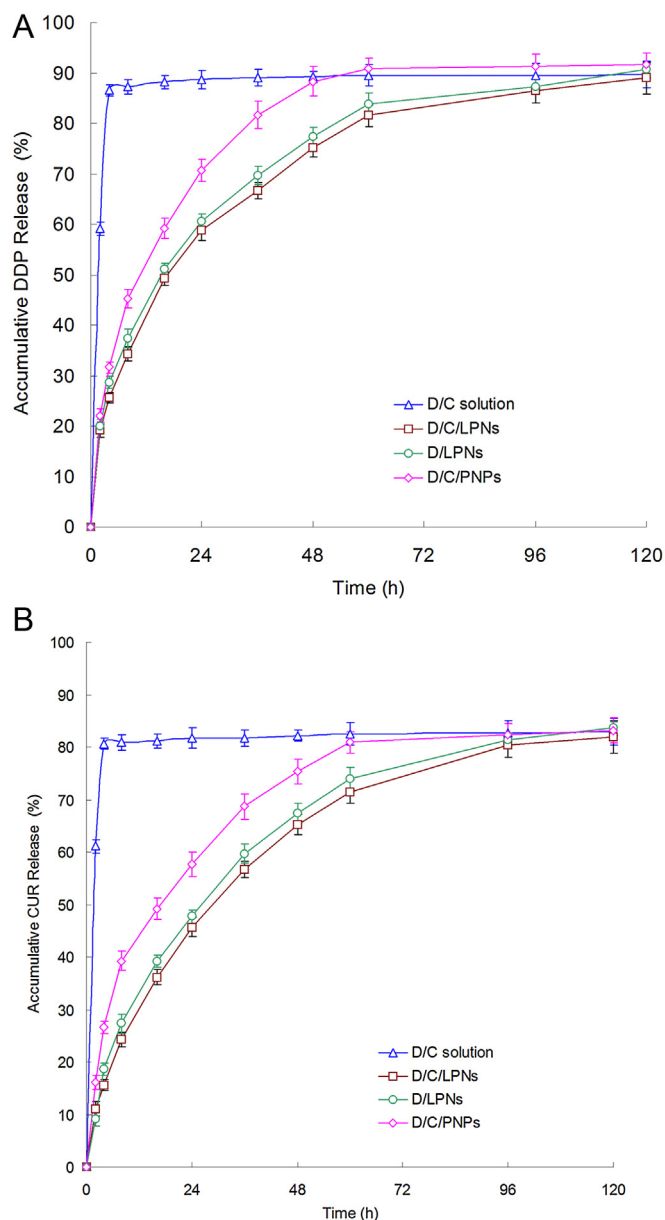 A
Accumulative DDP Release (%)
100
90
80
70
60
50
40
30
20
10
0
D/C solution
D/C/LPNs
D/LPNs
D/C/PNPs
0 24 48 72 96 120
Time (h)
B
Accumulative CUR Release (%)
100
90
80
70
60
50
40
30
20
10
0
D/C solution
D/C/LPNs
D/LPNs
D/C/PNPs
0 24 48 72 96 120
Time (h)